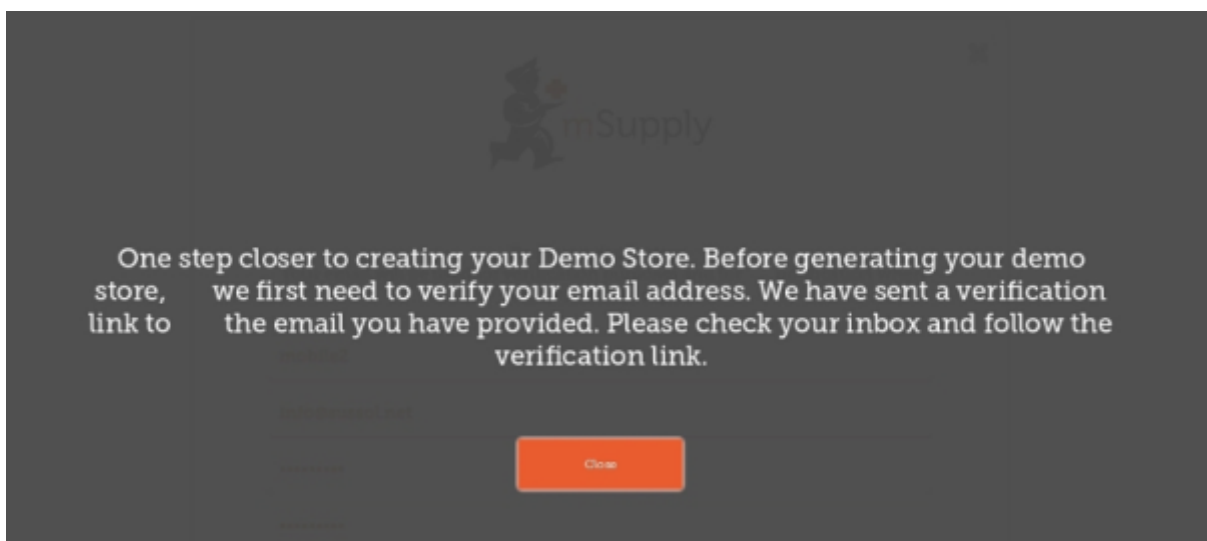 mSupply
One step closer to creating your Demo Store. Before generating your demo
store, we first need to verify your email address. We have sent a verification
link to the email you have provided. Please check your inbox and follow the
verification link.
Close